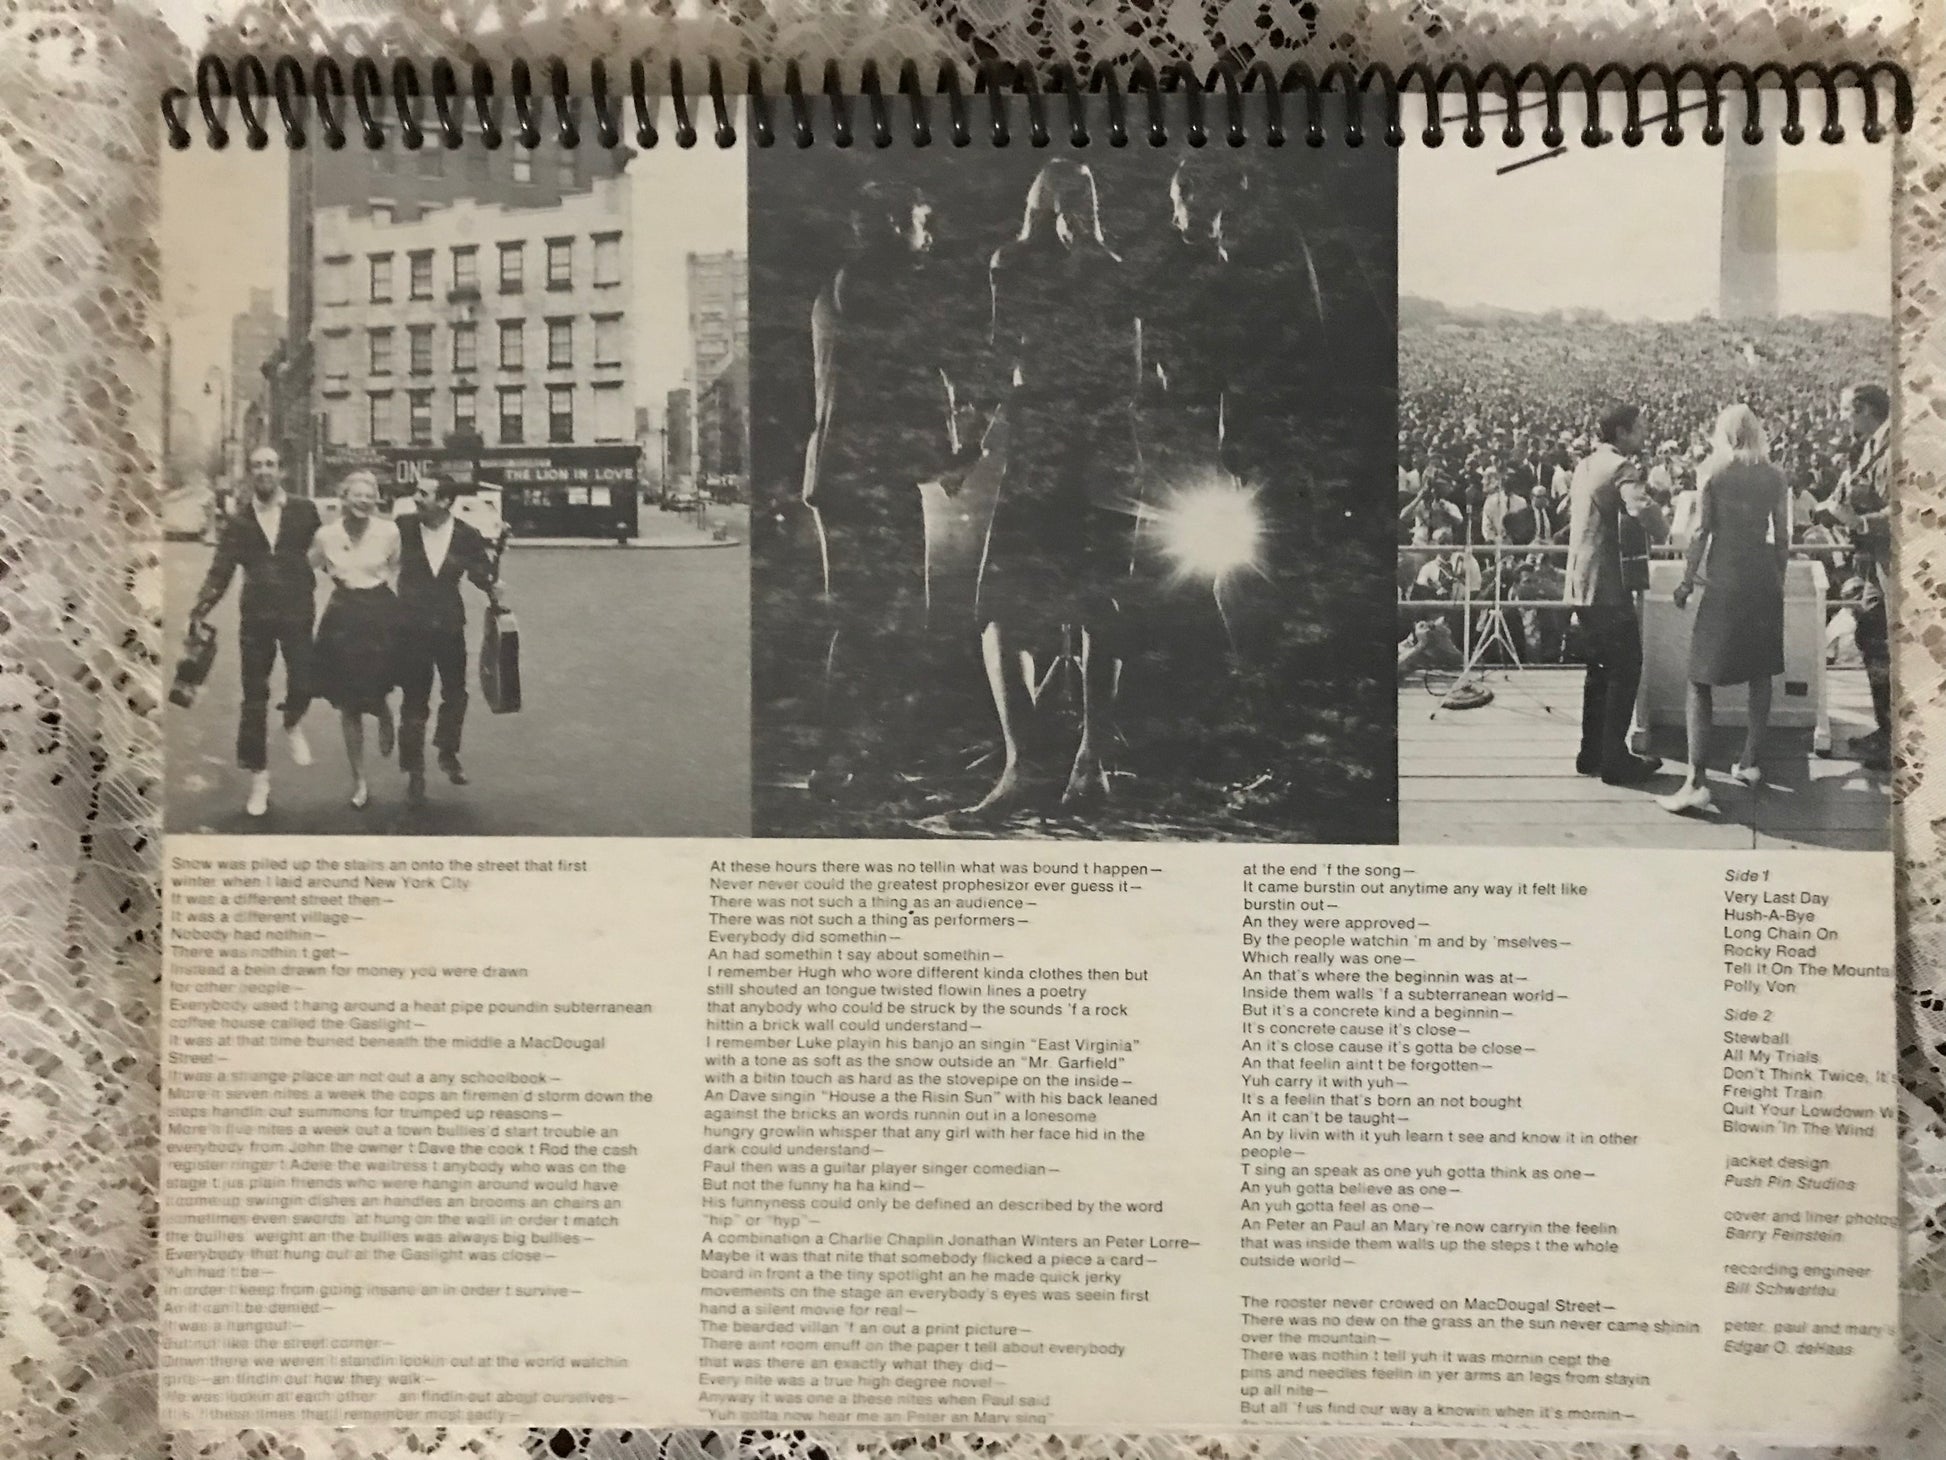 ONE
THE LION IN LOVE
Snow was piled up the stairs an onto the street that first
winter when I laid around New York City
It was a different street then—
It was a different village—
Nobody had nothin—
There was nothin t get—
Instead a bein drawn for money you were drawn
for other people—
Everybody used t hang around a heat pipe poundin subterranean
coffee house called the Gaslight—
It was at that time buried beneath the middle a MacDougal
Street—
It was a strange place an not out a any schoolbook—
More'n seven nites a week the cops an firemen'd storm down the
steps handin out summons for trumped up reasons—
More'n five nites a week out a town bullies'd start trouble an
everybody from John the owner t Dave the cook t Rod the cash
register ringer t Adele the waitress t anybody who was on the
stage t jus plain friends who were hangin around would have
t come up swingin dishes an handles an brooms an chairs an
sometimes even swords 'at hung on the wall in order t match
the bullies' weight an the bullies was always big bullies—
Everybody that hung out at the Gaslight was close—
Yuh had t be—
In order t keep from going insane an in order t survive—
An it can't be denied—
It was a hangout—
But not like the street corner—
Down there we weren't standin lookin out at the world watchin
girls—an findin out how they walk—
We was lookin at each other an findin out about ourselves—
It is 'f these times that I remember most sadly—
At these hours there was no tellin what was bound t happen—
Never never could the greatest prophesizor ever guess it—
There was not such a thing as an audience—
There was not such a thing as performers—
Everybody did somethin—
An had somethin t say about somethin—
I remember Hugh who wore different kinda clothes then but
still shouted an tongue twisted flowin lines a poetry
that anybody who could be struck by the sounds 'f a rock
hittin a brick wall could understand—
I remember Luke playin his banjo an singin "East Virginia"
with a tone as soft as the snow outside an "Mr. Garfield"
with a bitin touch as hard as the stovepipe on the inside—
An Dave singin "House a the Risin Sun" with his back leaned
against the bricks an words runnin out in a lonesome
hungry growlin whisper that any girl with her face hid in the
dark could understand—
Paul then was a guitar player singer comedian—
But not the funny ha ha kind—
His funnyness could only be defined an described by the word
"hip" or "hyp"—
A combination a Charlie Chaplin Jonathan Winters an Peter Lorre—
Maybe it was that nite that somebody flicked a piece a card—
board in front a the tiny spotlight an he made quick jerky
movements on the stage an everybody's eyes was seein first
hand a silent movie for real—
The bearded villan 'f an out a print picture—
There aint room enuff on the paper t tell about everybody
that was there an exactly what they did—
Every nite was a true high degree novel—
Anyway it was one a these nites when Paul said
"Yuh gotta now hear me an Peter an Mary sing"
at the end 'f the song—
It came burstin out anytime any way it felt like
burstin out—
An they were approved—
By the people watchin 'm and by 'mselves—
Which really was one—
An that's where the beginnin was at—
Inside them walls 'f a subterranean world—
But it's a concrete kind a beginnin—
It's concrete cause it's close—
An it's close cause it's gotta be close—
An that feelin aint t be forgotten—
Yuh carry it with yuh—
It's a feelin that's born an not bought
An it can't be taught—
An by livin with it yuh learn t see and know it in other
people—
T sing an speak as one yuh gotta think as one—
An yuh gotta believe as one—
An yuh gotta feel as one—
An Peter an Paul an Mary're now carryin the feelin
that was inside them walls up the steps t the whole
outside world—
The rooster never crowed on MacDougal Street—
There was no dew on the grass an the sun never came shinin
over the mountain—
There was nothin t tell yuh it was mornin cept the
pins and needles feelin in yer arms an legs from stayin
up all nite—
But all 'f us find our way a knowin when it's mornin—
Side 1
Very Last Day
Hush-A-Bye
Long Chain On
Rocky Road
Tell It On The Mounta
Polly Von
Side 2
Stewball
All My Trials
Don't Think Twice, It's
Freight Train
Quit Your Lowdown W
Blowin' In The Wind
jacket design
Push Pin Studios
cover and liner photog
Barry Feinstein
recording engineer
Bill Schwartau
peter, paul and mary's
Edgar O. deHaas